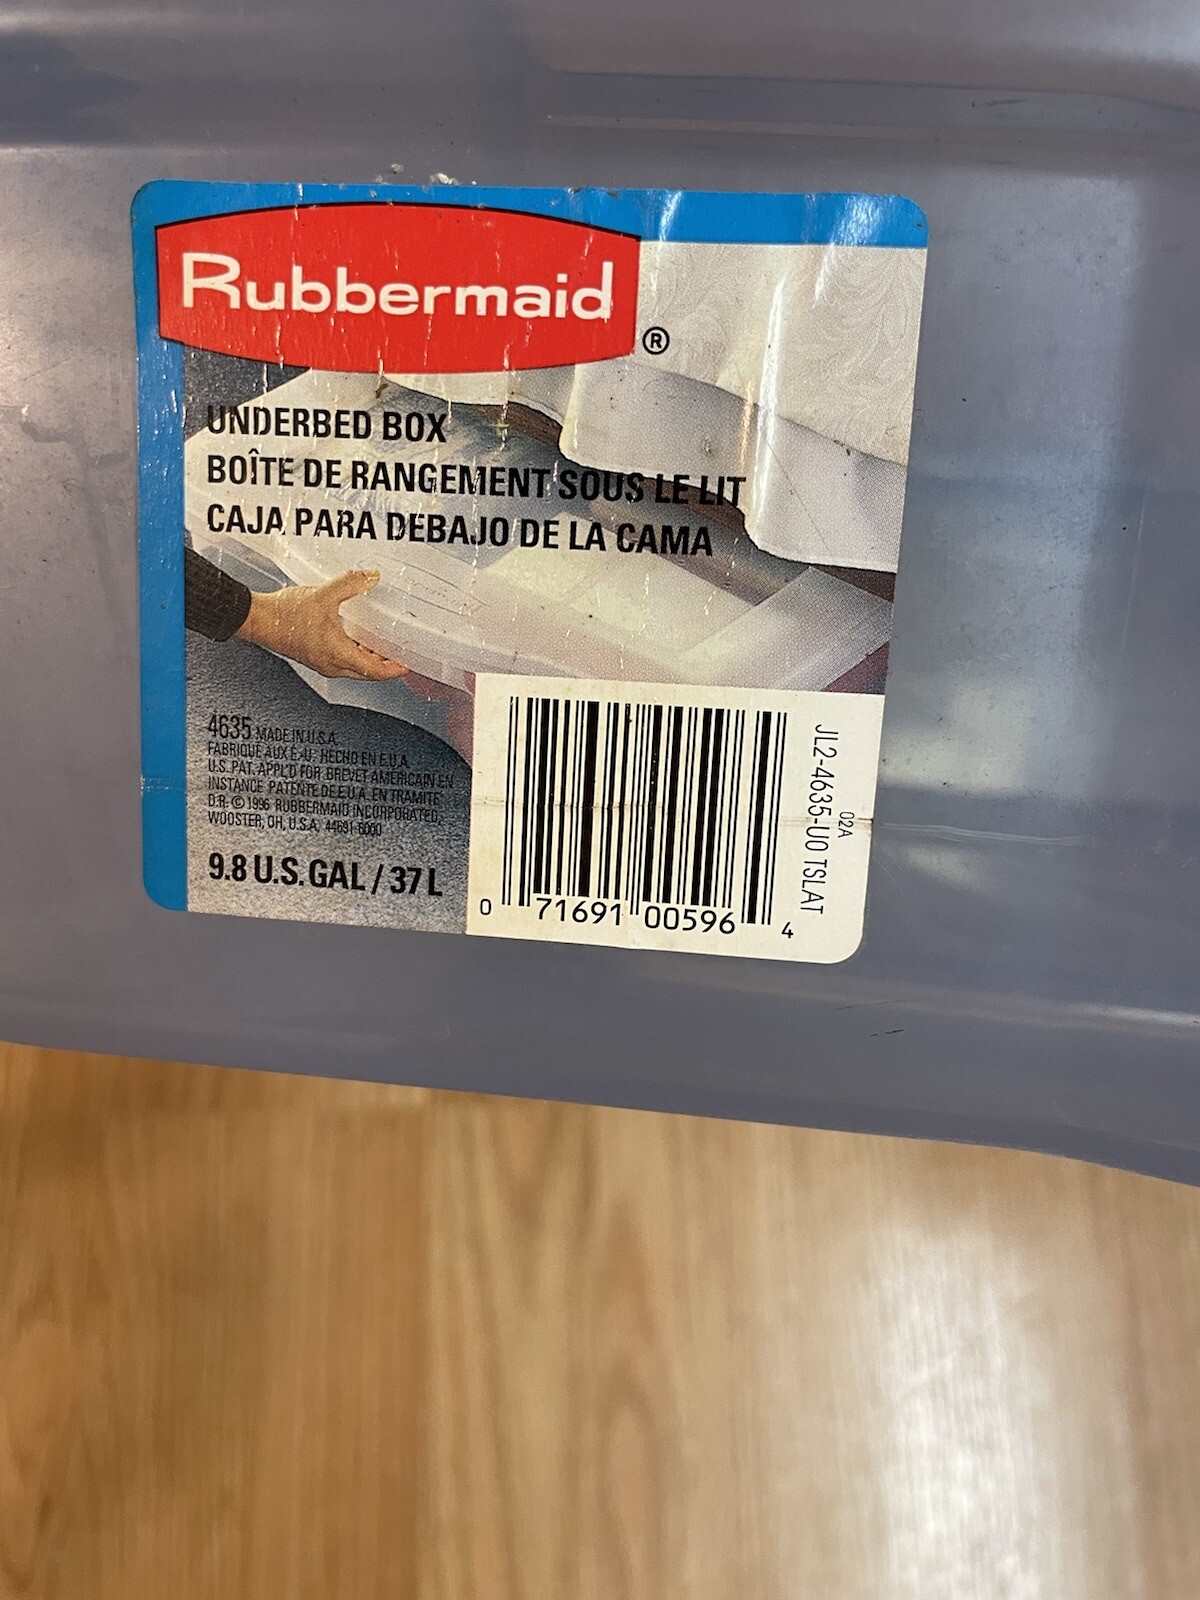 Rubbermaid
®
UNDERBED BOX
BOÎTE DE RANGEMENT SOUS LE LIT
CAJA PARA DEBAJO DE LA CAMA
4635 MADE IN U.S.A.
FABRIQUÉ AUX É.-U. HECHO EN E.U.A.
U.S. PAT. APPL'D FOR BREVET AMÉRICAIN EN
INSTANCE PATENTE DE E.U.A. EN TRAMITE
D.R. © 1996 RUBBERMAID INCORPORATED,
WOOSTER, OH, U.S.A. 44691-6000
9.8 U.S. GAL / 37 L
0 71691 00596 4
JL2-4635-U0 TSLAT
02A